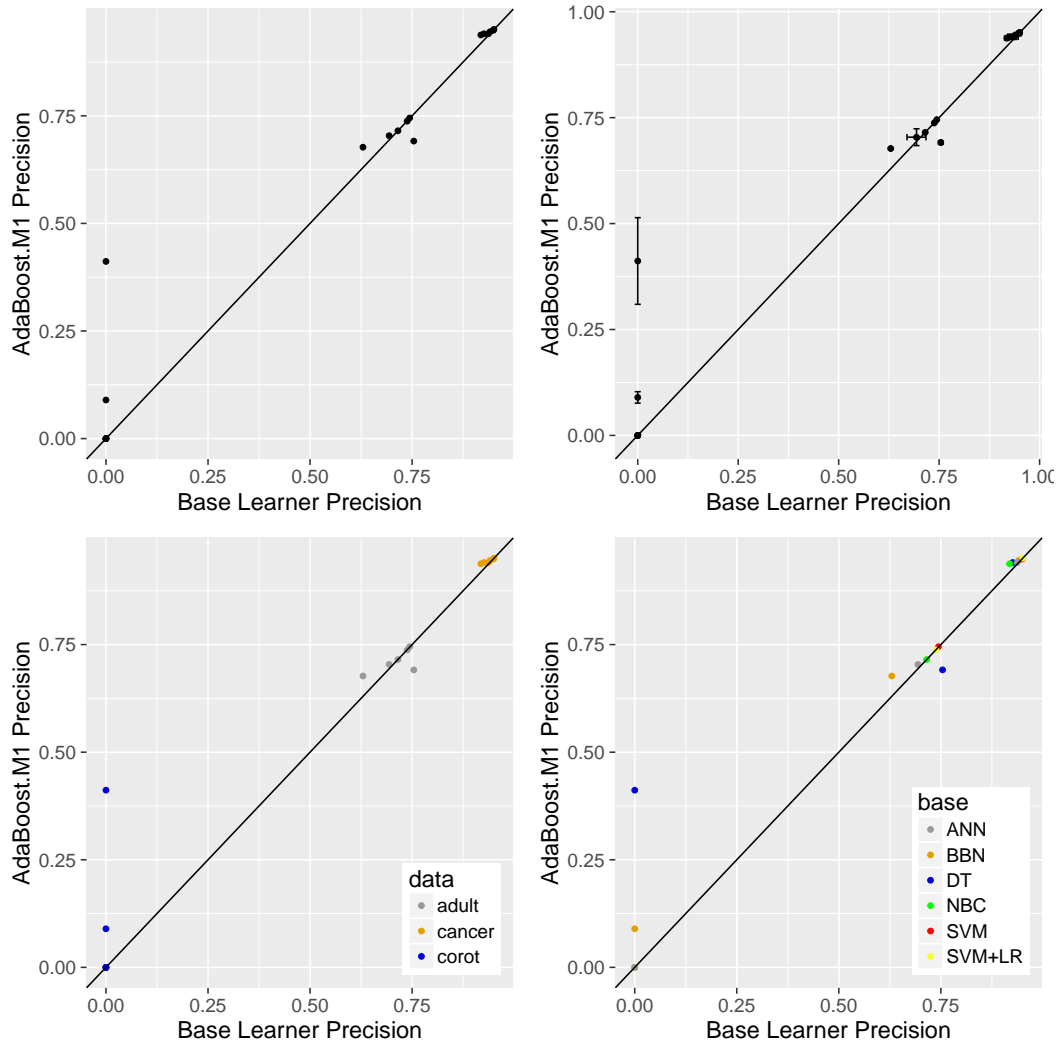 AdaBoost.M1 Precision
0.75
0.50
0.25
0.00
0.00 0.25 0.50 0.75
Base Learner Precision
AdaBoost.M1 Precision
1.00
0.75
0.50
0.25
0.00
0.00 0.25 0.50 0.75 1.00
Base Learner Precision
AdaBoost.M1 Precision
0.75
0.50
0.25
0.00
data
adult
cancer
corot
0.00 0.25 0.50 0.75
Base Learner Precision
AdaBoost.M1 Precision
0.75
0.50
0.25
0.00
base
ANN
BBN
DT
NBC
SVM
SVM+LR
0.00 0.25 0.50 0.75
Base Learner Precision